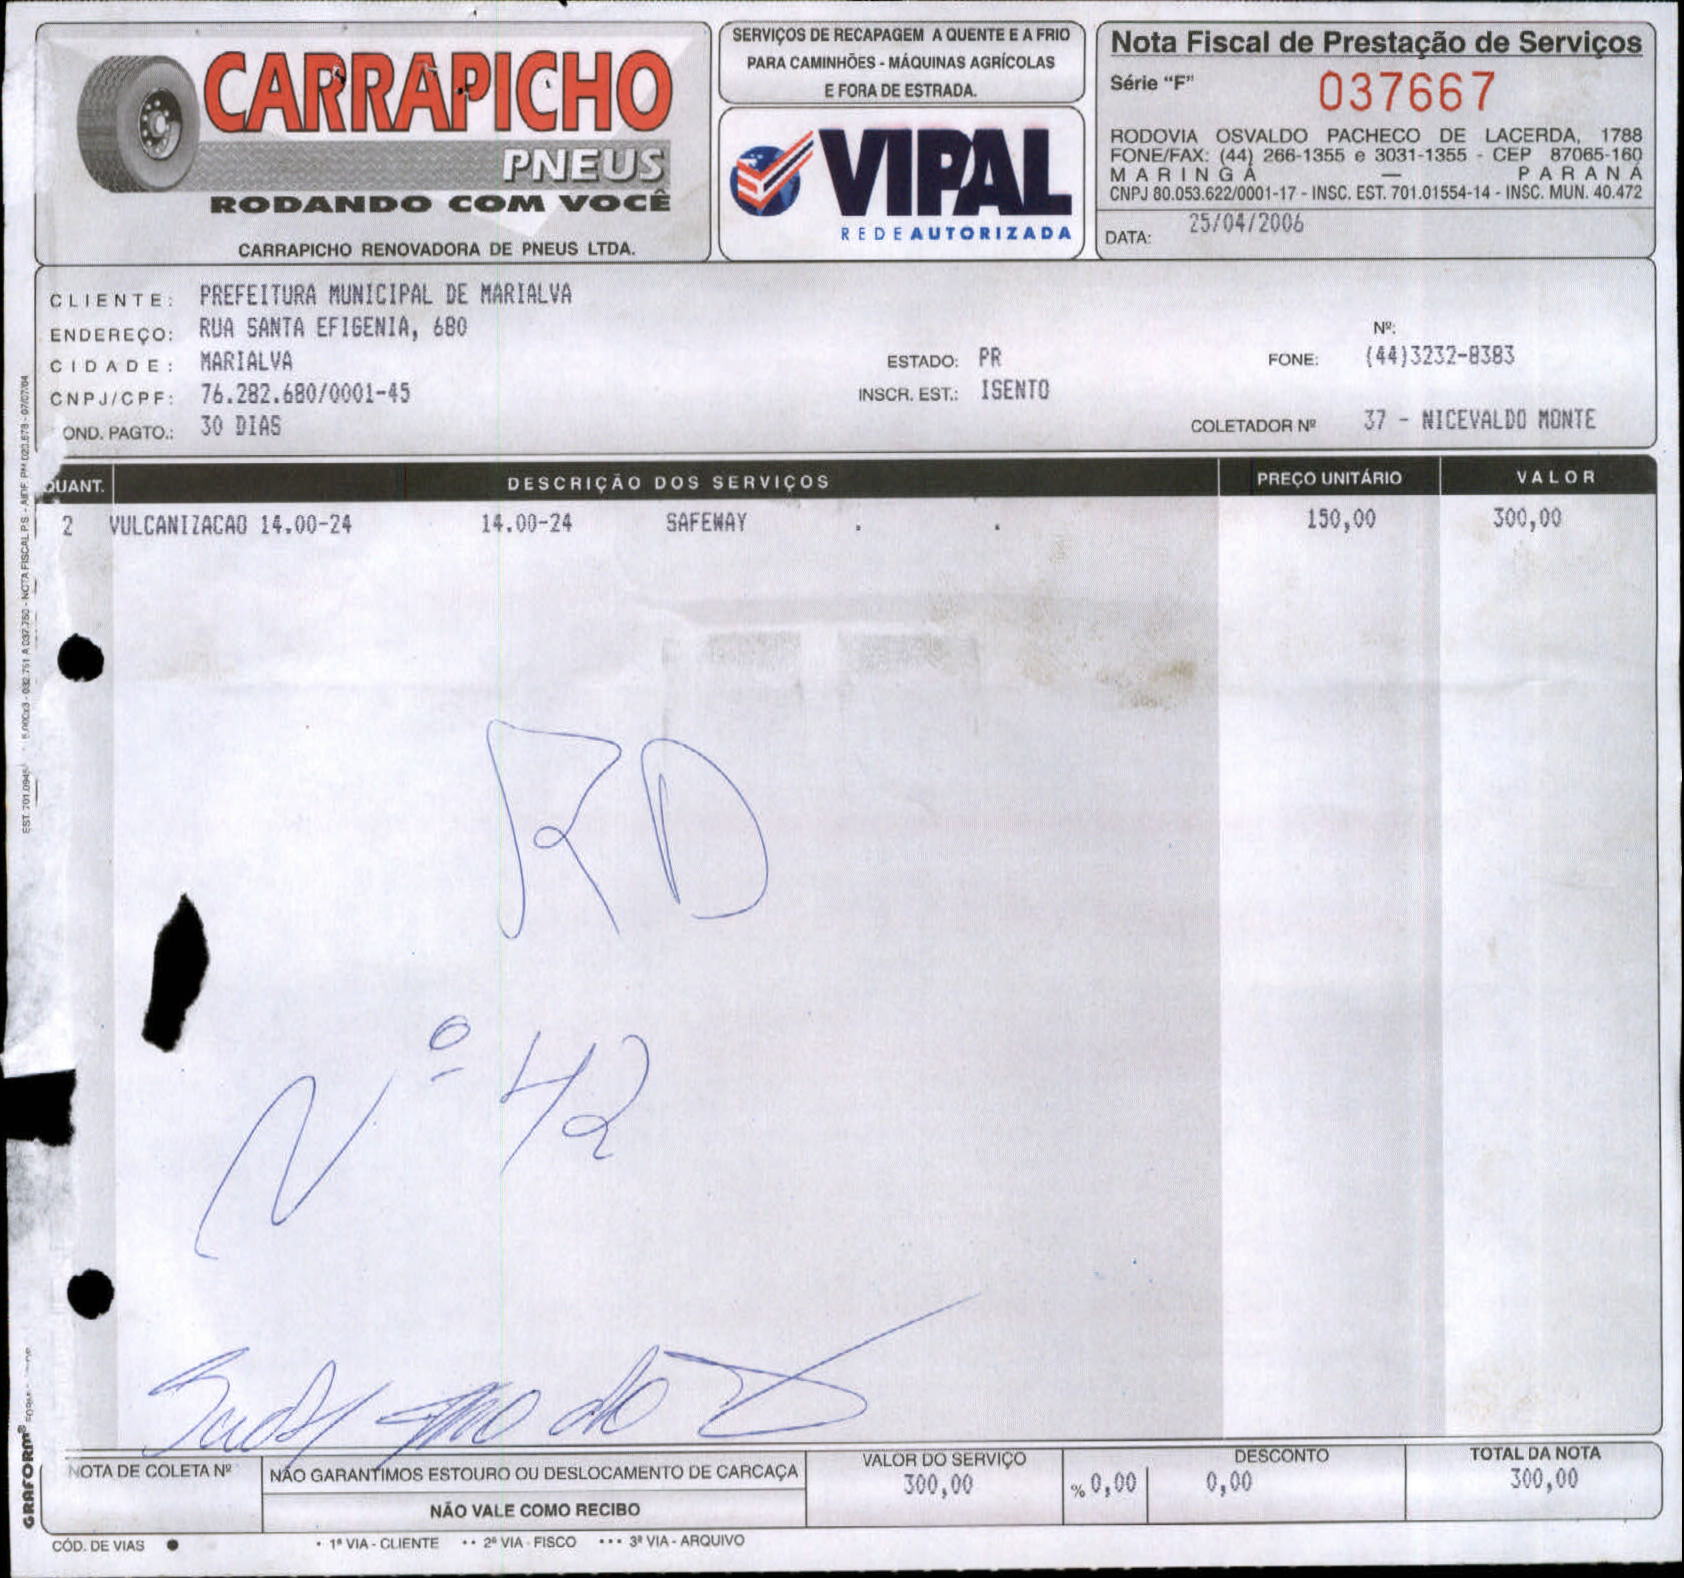 CARRAPICHO
PNEUS
RODANDO COM VOCÊ
CARRAPICHO RENOVADORA DE PNEUS LTDA.
SERVIÇOS DE RECAPAGEM A QUENTE E A FRIO
PARA CAMINHÕES - MÁQUINAS AGRÍCOLAS
E FORA DE ESTRADA.
VIPAL
REDE AUTORIZADA
Nota Fiscal de Prestação de Serviços
Série "F" 037667
RODOVIA OSVALDO PACHECO DE LACERDA, 1788
FONE/FAX: (44) 266-1355 e 3031-1355 - CEP 87065-160
MARINGÁ — PARANÁ
CNPJ 80.053.622/0001-17 - INSC. EST. 701.01554-14 - INSC. MUN. 40.472
DATA: 25/04/2006
CLIENTE: PREFEITURA MUNICIPAL DE MARIALVA
ENDEREÇO: RUA SANTA EFIGENIA, 680 Nº:
CIDADE: MARIALVA ESTADO: PR FONE: (44)3232-8383
CNPJ/CPF: 76.282.680/0001-45 INSCR. EST.: ISENTO
OND. PAGTO.: 30 DIAS COLETADOR Nº 37 - NICEVALDO MONTE
QUANT. DESCRIÇÃO DOS SERVIÇOS PREÇO UNITÁRIO VALOR
2 VULCANIZACAO 14.00-24 14.00-24 SAFEWAY . . 150,00 300,00
RD
Nº 42
NOTA DE COLETA Nº
NÃO GARANTIMOS ESTOURO OU DESLOCAMENTO DE CARCAÇA
NÃO VALE COMO RECIBO
VALOR DO SERVIÇO
300,00
% 0,00
DESCONTO
0,00
TOTAL DA NOTA
300,00
CÓD. DE VIAS ● • 1ª VIA - CLIENTE •• 2ª VIA - FISCO ••• 3ª VIA - ARQUIVO
GRAFORM®